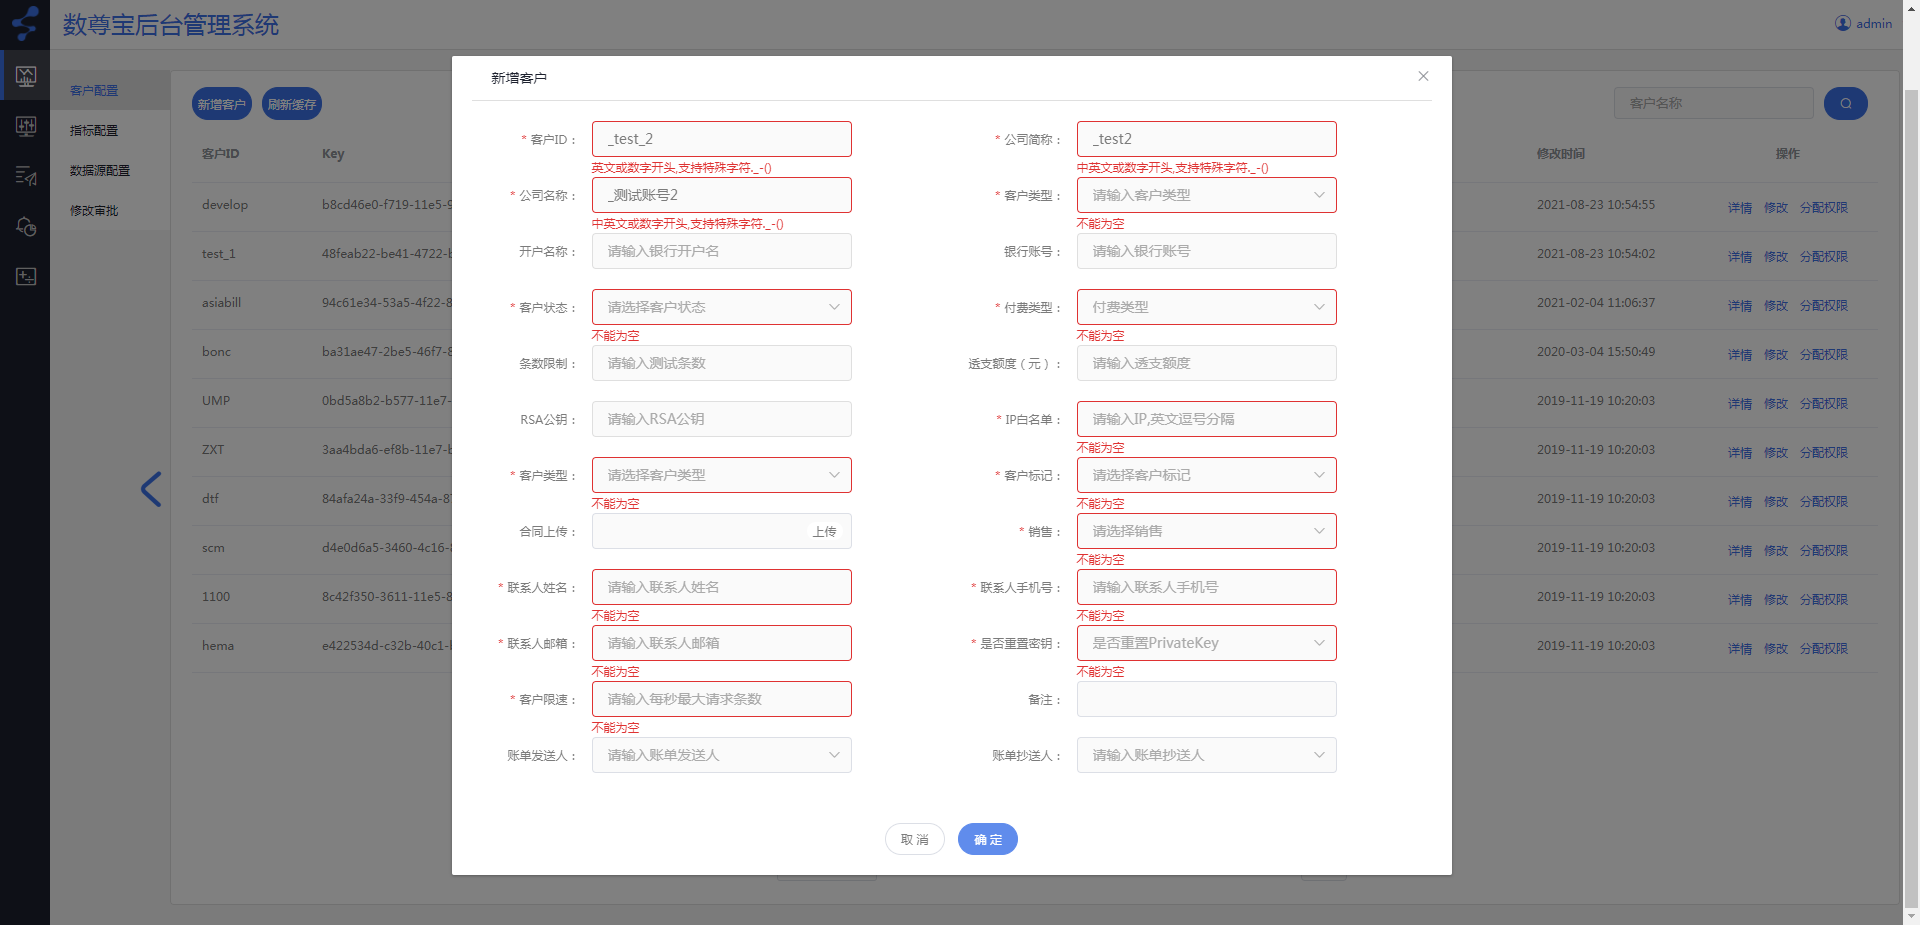 数尊宝后台管理系统
admin
客户配置
指标配置
数据源配置
修改审批
新增客户
刷新缓存
客户名称
客户ID
Key
修改时间
操作
develop
b8cd46e0-f719-11e5-9
2021-08-23 10:54:55
详情 修改 分配权限
test_1
48feab22-be41-4722-b
2021-08-23 10:54:02
详情 修改 分配权限
asiabill
94c61e34-53a5-4f22-8
2021-02-04 11:06:37
详情 修改 分配权限
bonc
ba31ae47-2be5-46f7-8
2020-03-04 15:50:49
详情 修改 分配权限
UMP
0bd5a8b2-b577-11e7-
2019-11-19 10:20:03
详情 修改 分配权限
ZXT
3aa4bda6-ef8b-11e7-b
2019-11-19 10:20:03
详情 修改 分配权限
dtf
84afa24a-33f9-454a-87
2019-11-19 10:20:03
详情 修改 分配权限
scm
d4e0d6a5-3460-4c16-8
2019-11-19 10:20:03
详情 修改 分配权限
1100
8c42f350-3611-11e5-8
2019-11-19 10:20:03
详情 修改 分配权限
hema
e422534d-c32b-40c1-b
2019-11-19 10:20:03
详情 修改 分配权限
新增客户
* 客户ID： _test_2
英文或数字开头,支持特殊字符._-()
* 公司简称： _test2
中英文或数字开头,支持特殊字符._-()
* 公司名称： _测试账号2
中英文或数字开头,支持特殊字符._-()
* 客户类型： 请输入客户类型
不能为空
开户名称： 请输入银行开户名
银行账号： 请输入银行账号
* 客户状态： 请选择客户状态
不能为空
* 付费类型： 付费类型
不能为空
条数限制： 请输入测试条数
透支额度（元）： 请输入透支额度
RSA公钥： 请输入RSA公钥
* IP白名单： 请输入IP,英文逗号分隔
不能为空
* 客户类型： 请选择客户类型
不能为空
* 客户标记： 请选择客户标记
不能为空
合同上传： 上传
* 销售： 请选择销售
不能为空
* 联系人姓名： 请输入联系人姓名
不能为空
* 联系人手机号： 请输入联系人手机号
不能为空
* 联系人邮箱： 请输入联系人邮箱
不能为空
* 是否重置密钥： 是否重置PrivateKey
不能为空
* 客户限速： 请输入每秒最大请求条数
不能为空
备注：
账单发送人： 请输入账单发送人
账单抄送人： 请输入账单抄送人
取 消
确 定